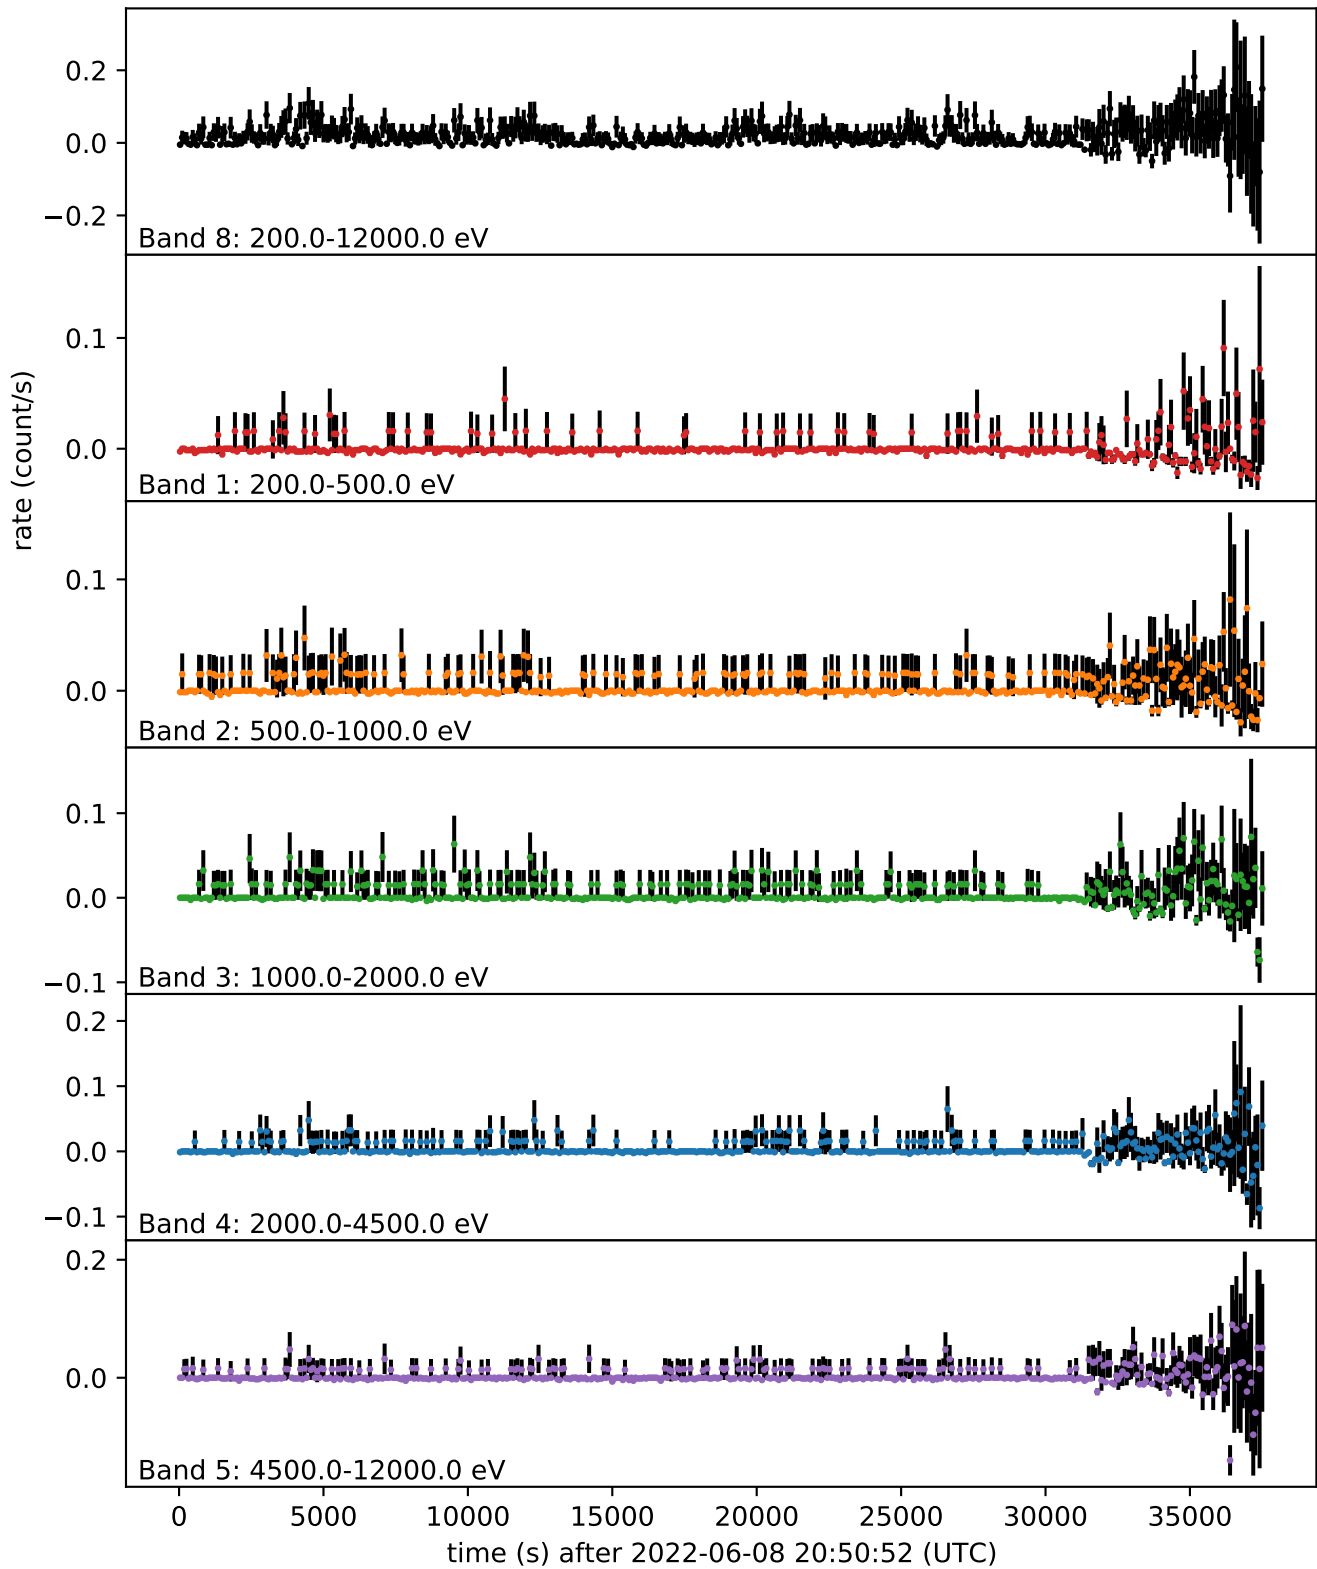 0.2
0.0
−0.2
Band 8: 200.0-12000.0 eV
rate (count/s)
0.1
0.0
Band 1: 200.0-500.0 eV
0.1
0.0
Band 2: 500.0-1000.0 eV
0.1
0.0
−0.1
Band 3: 1000.0-2000.0 eV
0.2
0.1
0.0
−0.1
Band 4: 2000.0-4500.0 eV
0.2
0.0
Band 5: 4500.0-12000.0 eV
0 5000 10000 15000 20000 25000 30000 35000
time (s) after 2022-06-08 20:50:52 (UTC)